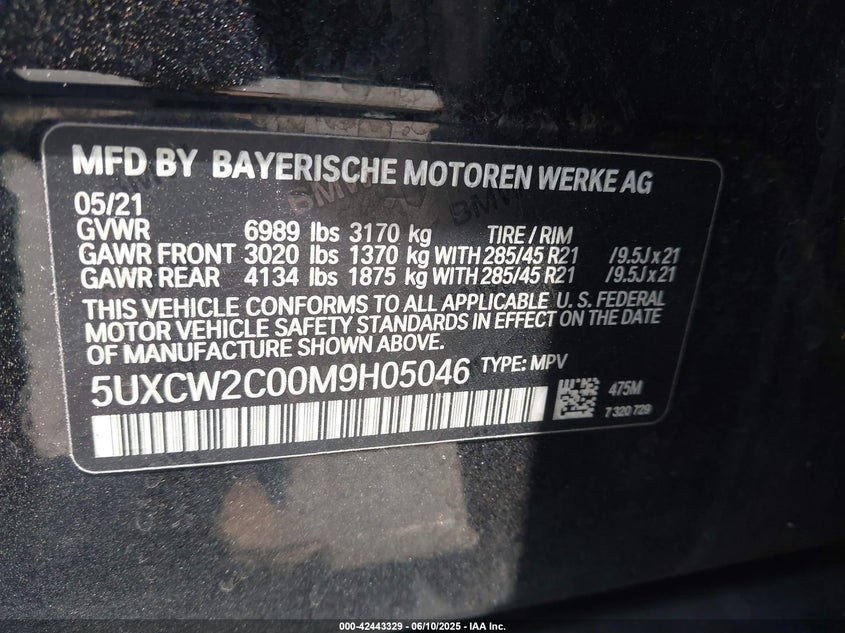 MFD BY BAYERISCHE MOTOREN WERKE AG
05/21
GVWR 6989 lbs 3170 kg TIRE / RIM
GAWR FRONT 3020 lbs 1370 kg WITH 285/45 R21 /9.5J x 21
GAWR REAR 4134 lbs 1875 kg WITH 285/45 R21 /9.5J x 21
THIS VEHICLE CONFORMS TO ALL APPLICABLE U. S. FEDERAL
MOTOR VEHICLE SAFETY STANDARDS IN EFFECT ON THE DATE
OF MANUFACTURE SHOWN ABOVE.
5UXCW2C00M9H05046 TYPE: MPV
475M
7 320 729
000-42443329 - 06/10/2025 - IAA Inc.